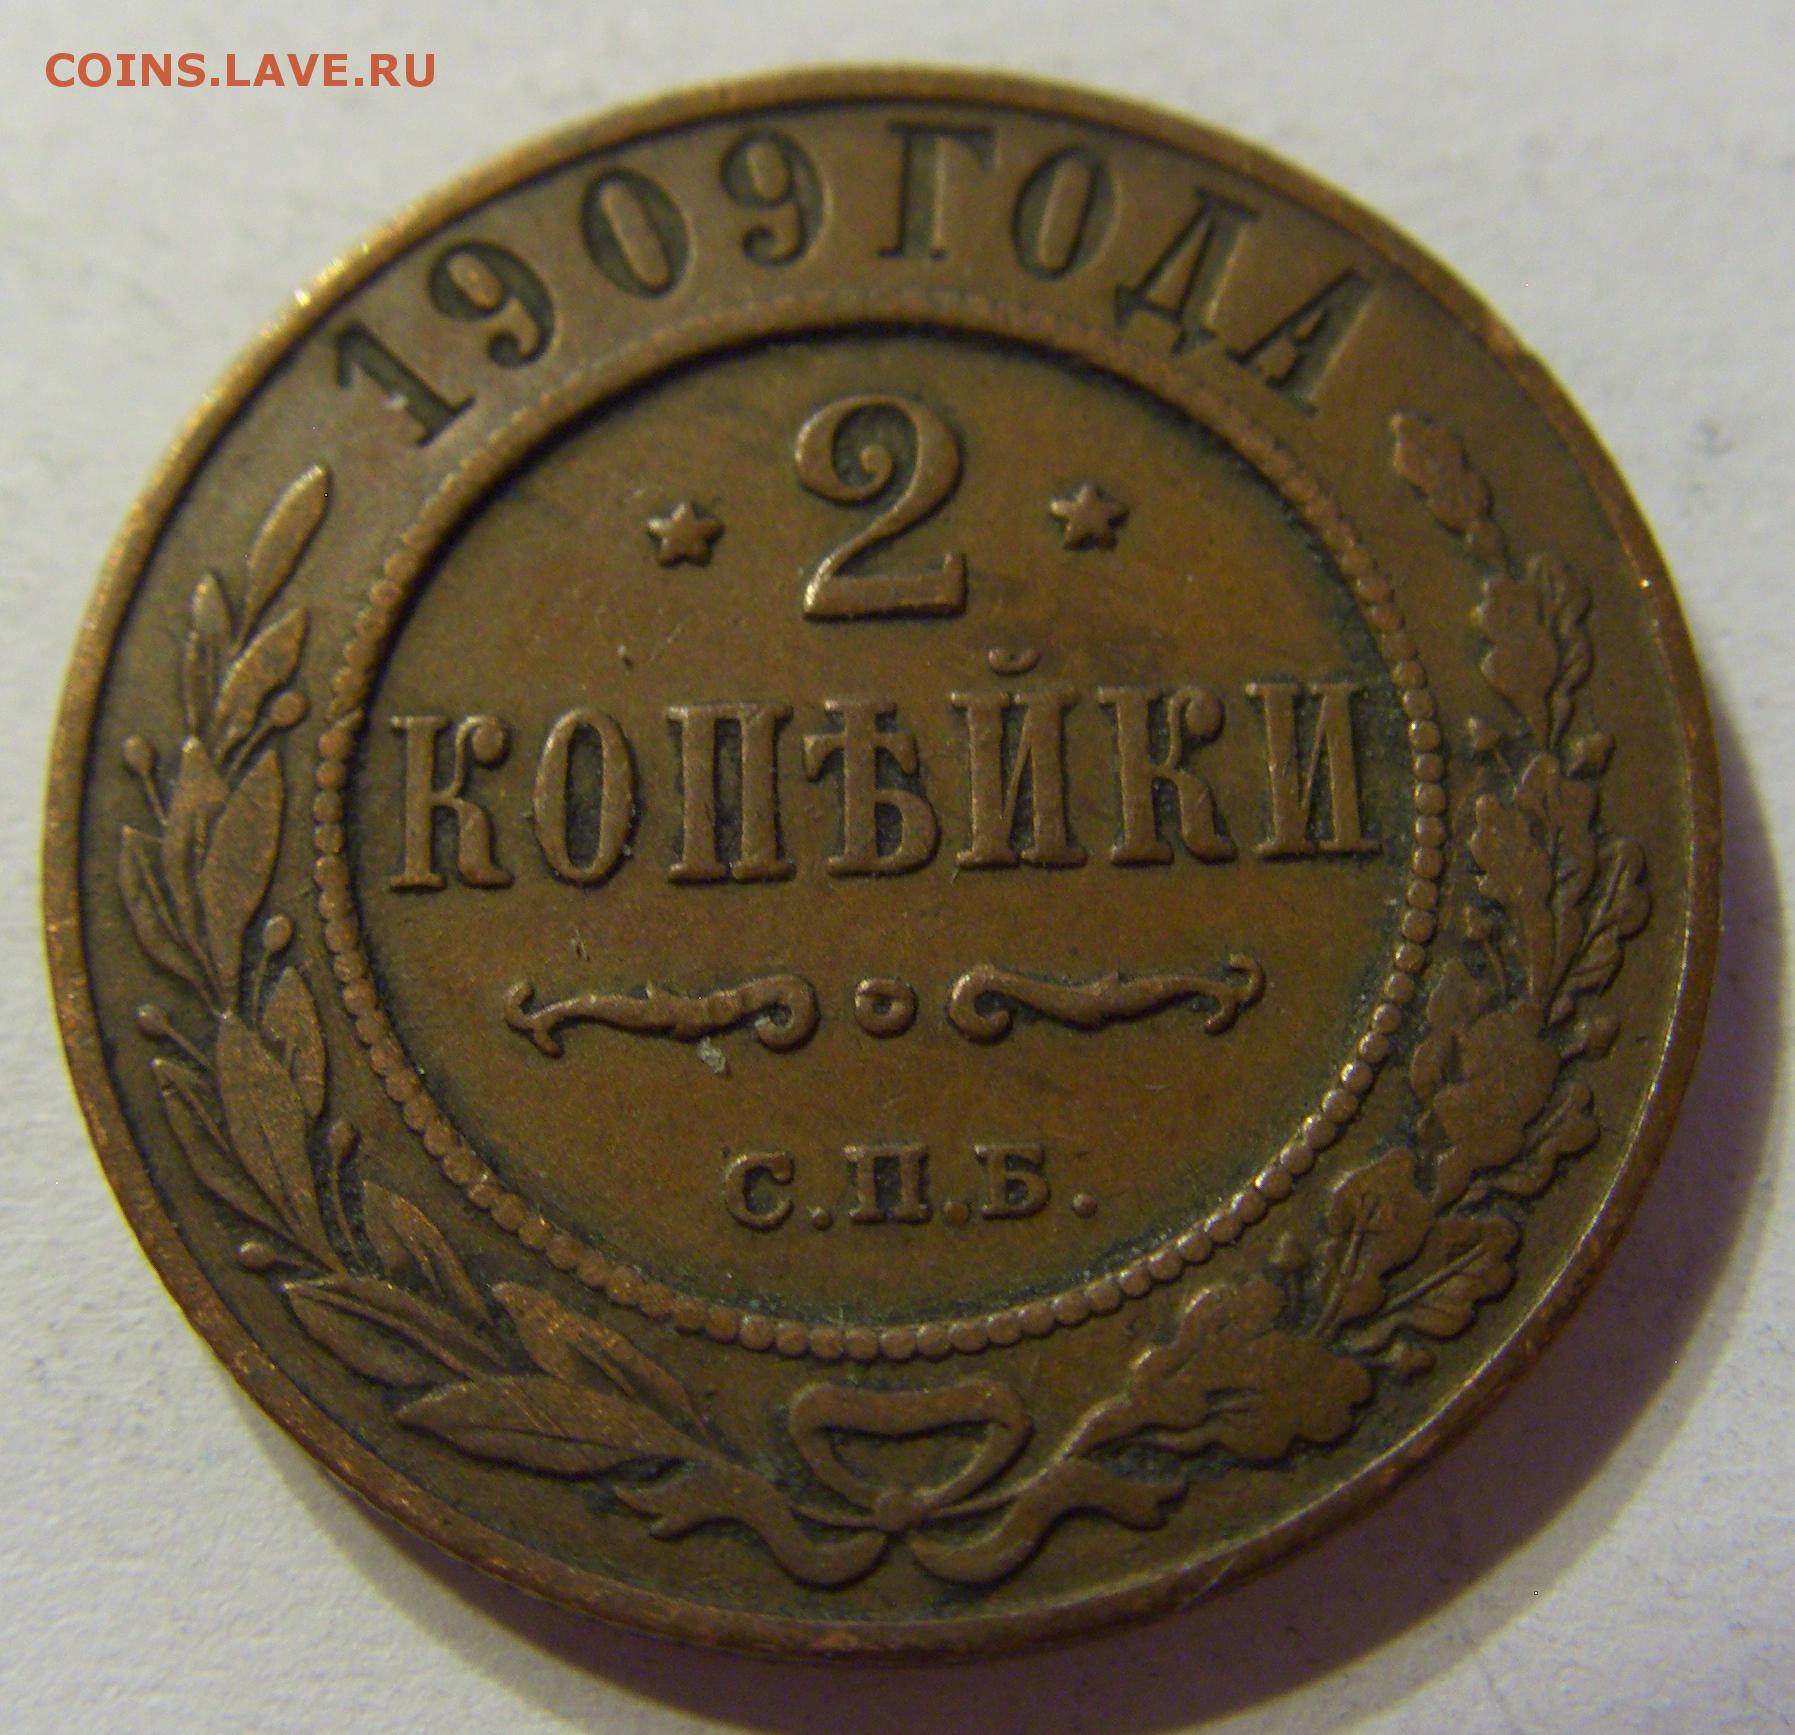 COINS.LAVE.RU
1909 ГОДА
2
КОПѢЙКИ
С.П.Б.